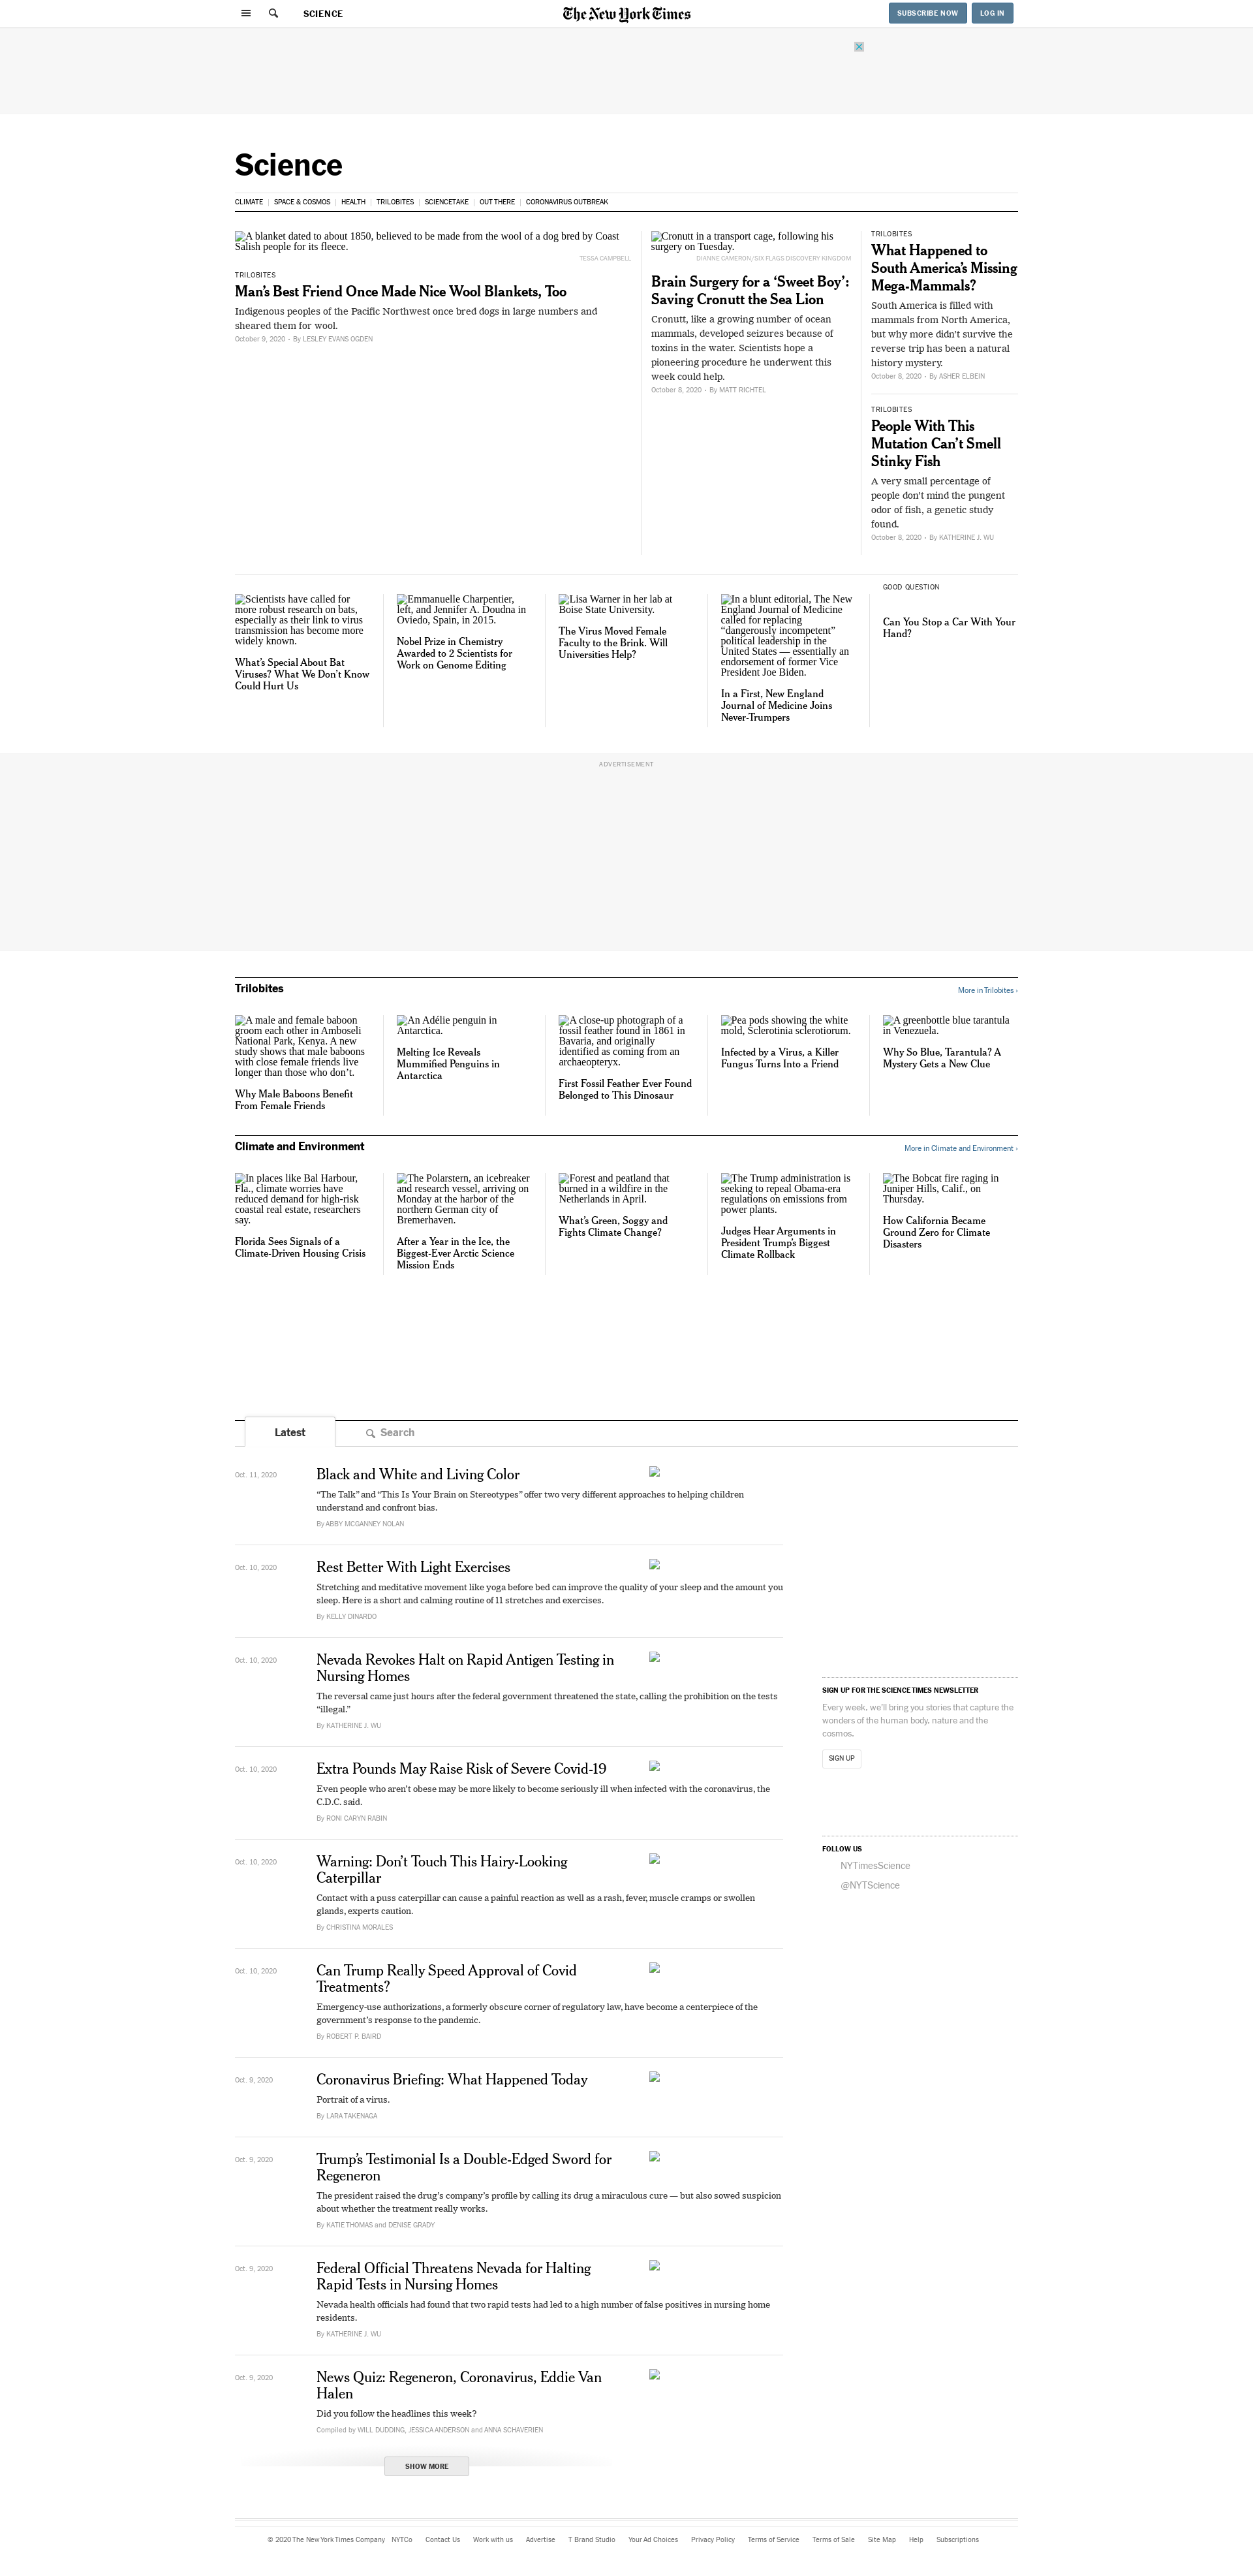 SCIENCE
The New York Times
SUBSCRIBE NOW
LOG IN
Science
CLIMATE | SPACE & COSMOS | HEALTH | TRILOBITES | SCIENCETAKE | OUT THERE | CORONAVIRUS OUTBREAK
A blanket dated to about 1850, believed to be made from the wool of a dog bred by Coast
Salish people for its fleece.
TESSA CAMPBELL
TRILOBITES
Man's Best Friend Once Made Nice Wool Blankets, Too
Indigenous peoples of the Pacific Northwest once bred dogs in large numbers and
sheared them for wool.
October 9, 2020 - By LESLEY EVANS OGDEN
Cronutt in a transport cage, following his
surgery on Tuesday.
DIANNE CAMERON/SIX FLAGS DISCOVERY KINGDOM
Brain Surgery for a ‘Sweet Boy’:
Saving Cronutt the Sea Lion
Cronutt, like a growing number of ocean
mammals, developed seizures because of
toxins in the water. Scientists hope a
pioneering procedure he underwent this
week could help.
October 8, 2020 - By MATT RICHTEL
TRILOBITES
What Happened to
South America's Missing
Mega-Mammals?
South America is filled with
mammals from North America,
but why more didn't survive the
reverse trip has been a natural
history mystery.
October 8, 2020 - By ASHER ELBEIN
TRILOBITES
People With This
Mutation Can't Smell
Stinky Fish
A very small percentage of
people don't mind the pungent
odor of fish, a genetic study
found.
October 8, 2020 - By KATHERINE J. WU
Scientists have called for
more robust research on bats,
especially as their link to virus
transmission has become more
widely known.
What's Special About Bat
Viruses? What We Don't Know
Could Hurt Us
Emmanuelle Charpentier,
left, and Jennifer A. Doudna in
Oviedo, Spain, in 2015.
Nobel Prize in Chemistry
Awarded to 2 Scientists for
Work on Genome Editing
Lisa Warner in her lab at
Boise State University.
The Virus Moved Female
Faculty to the Brink. Will
Universities Help?
In a blunt editorial, The New
England Journal of Medicine
called for replacing
“dangerously incompetent”
political leadership in the
United States — essentially an
endorsement of former Vice
President Joe Biden.
In a First, New England
Journal of Medicine Joins
Never-Trumpers
GOOD QUESTION
Can You Stop a Car With Your
Hand?
ADVERTISEMENT
Trilobites
More in Trilobites ›
A male and female baboon
groom each other in Amboseli
National Park, Kenya. A new
study shows that male baboons
with close female friends live
longer than those who don’t.
Why Male Baboons Benefit
From Female Friends
An Adélie penguin in
Antarctica.
Melting Ice Reveals
Mummified Penguins in
Antarctica
A close-up photograph of a
fossil feather found in 1861 in
Bavaria, and originally
identified as coming from an
archaeopteryx.
First Fossil Feather Ever Found
Belonged to This Dinosaur
Pea pods showing the white
mold, Sclerotinia sclerotiorum.
Infected by a Virus, a Killer
Fungus Turns Into a Friend
A greenbottle blue tarantula
in Venezuela.
Why So Blue, Tarantula? A
Mystery Gets a New Clue
Climate and Environment
More in Climate and Environment ›
In places like Bal Harbour,
Fla., climate worries have
reduced demand for high-risk
coastal real estate, researchers
say.
Florida Sees Signals of a
Climate-Driven Housing Crisis
The Polarstern, an icebreaker
and research vessel, arriving on
Monday at the harbor of the
northern German city of
Bremerhaven.
After a Year in the Ice, the
Biggest-Ever Arctic Science
Mission Ends
Forest and peatland that
burned in a wildfire in the
Netherlands in April.
What's Green, Soggy and
Fights Climate Change?
The Trump administration is
seeking to repeal Obama-era
regulations on emissions from
power plants.
Judges Hear Arguments in
President Trump's Biggest
Climate Rollback
The Bobcat fire raging in
Juniper Hills, Calif., on
Thursday.
How California Became
Ground Zero for Climate
Disasters
Latest
Search
Oct. 11, 2020
Black and White and Living Color
“The Talk” and “This Is Your Brain on Stereotypes” offer two very different approaches to helping children
understand and confront bias.
By ABBY MCGANNEY NOLAN
Oct. 10, 2020
Rest Better With Light Exercises
Stretching and meditative movement like yoga before bed can improve the quality of your sleep and the amount you
sleep. Here is a short and calming routine of 11 stretches and exercises.
By KELLY DINARDO
Oct. 10, 2020
Nevada Revokes Halt on Rapid Antigen Testing in
Nursing Homes
The reversal came just hours after the federal government threatened the state, calling the prohibition on the tests
“illegal.”
By KATHERINE J. WU
Oct. 10, 2020
Extra Pounds May Raise Risk of Severe Covid-19
Even people who aren't obese may be more likely to become seriously ill when infected with the coronavirus, the
C.D.C. said.
By RONI CARYN RABIN
Oct. 10, 2020
Warning: Don't Touch This Hairy-Looking
Caterpillar
Contact with a puss caterpillar can cause a painful reaction as well as a rash, fever, muscle cramps or swollen
glands, experts caution.
By CHRISTINA MORALES
Oct. 10, 2020
Can Trump Really Speed Approval of Covid
Treatments?
Emergency-use authorizations, a formerly obscure corner of regulatory law, have become a centerpiece of the
government's response to the pandemic.
By ROBERT P. BAIRD
Oct. 9, 2020
Coronavirus Briefing: What Happened Today
Portrait of a virus.
By LARA TAKENAGA
Oct. 9, 2020
Trump's Testimonial Is a Double-Edged Sword for
Regeneron
The president raised the drug's company's profile by calling its drug a miraculous cure — but also sowed suspicion
about whether the treatment really works.
By KATIE THOMAS and DENISE GRADY
Oct. 9, 2020
Federal Official Threatens Nevada for Halting
Rapid Tests in Nursing Homes
Nevada health officials had found that two rapid tests had led to a high number of false positives in nursing home
residents.
By KATHERINE J. WU
Oct. 9, 2020
News Quiz: Regeneron, Coronavirus, Eddie Van
Halen
Did you follow the headlines this week?
Compiled by WILL DUDDING, JESSICA ANDERSON and ANNA SCHAVERIEN
SHOW MORE
SIGN UP FOR THE SCIENCE TIMES NEWSLETTER
Every week, we'll bring you stories that capture the
wonders of the human body, nature and the
cosmos.
SIGN UP
FOLLOW US
NYTimesScience
@NYTScience
© 2020 The New York Times Company NYTCo Contact Us Work with us Advertise T Brand Studio Your Ad Choices Privacy Policy Terms of Service Terms of Sale Site Map Help Subscriptions